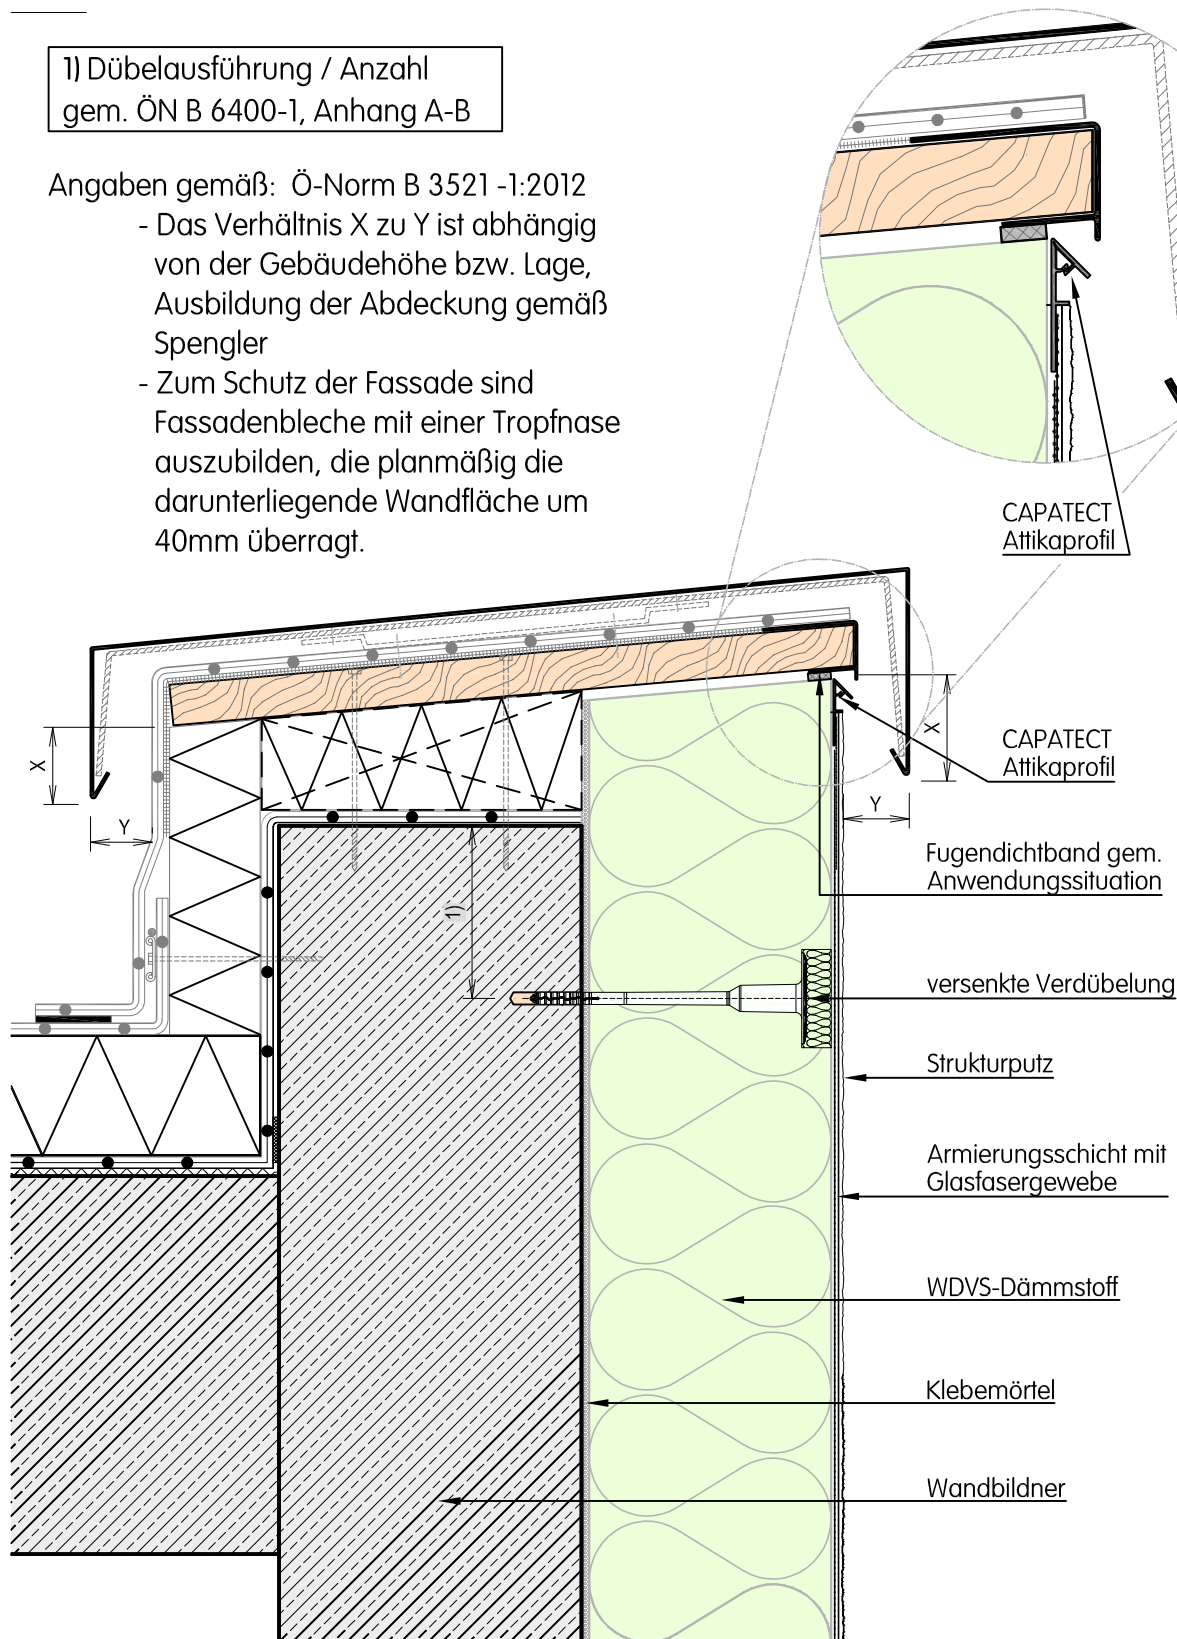 1) Dübelausführung / Anzahl
gem. ÖN B 6400-1, Anhang A-B
Angaben gemäß: Ö-Norm B 3521 -1:2012
- Das Verhältnis X zu Y ist abhängig
von der Gebäudehöhe bzw. Lage,
Ausbildung der Abdeckung gemäß
Spengler
- Zum Schutz der Fassade sind
Fassadenbleche mit einer Tropfnase
auszubilden, die planmäßig die
darunterliegende Wandfläche um
40mm überragt.
CAPATECT
Attikaprofil
X
CAPATECT
Attikaprofil
X
Y
Y
Fugendichtband gem.
Anwendungssituation
1)
versenkte Verdübelung
Strukturputz
Armierungsschicht mit
Glasfasergewebe
WDVS-Dämmstoff
Klebemörtel
Wandbildner